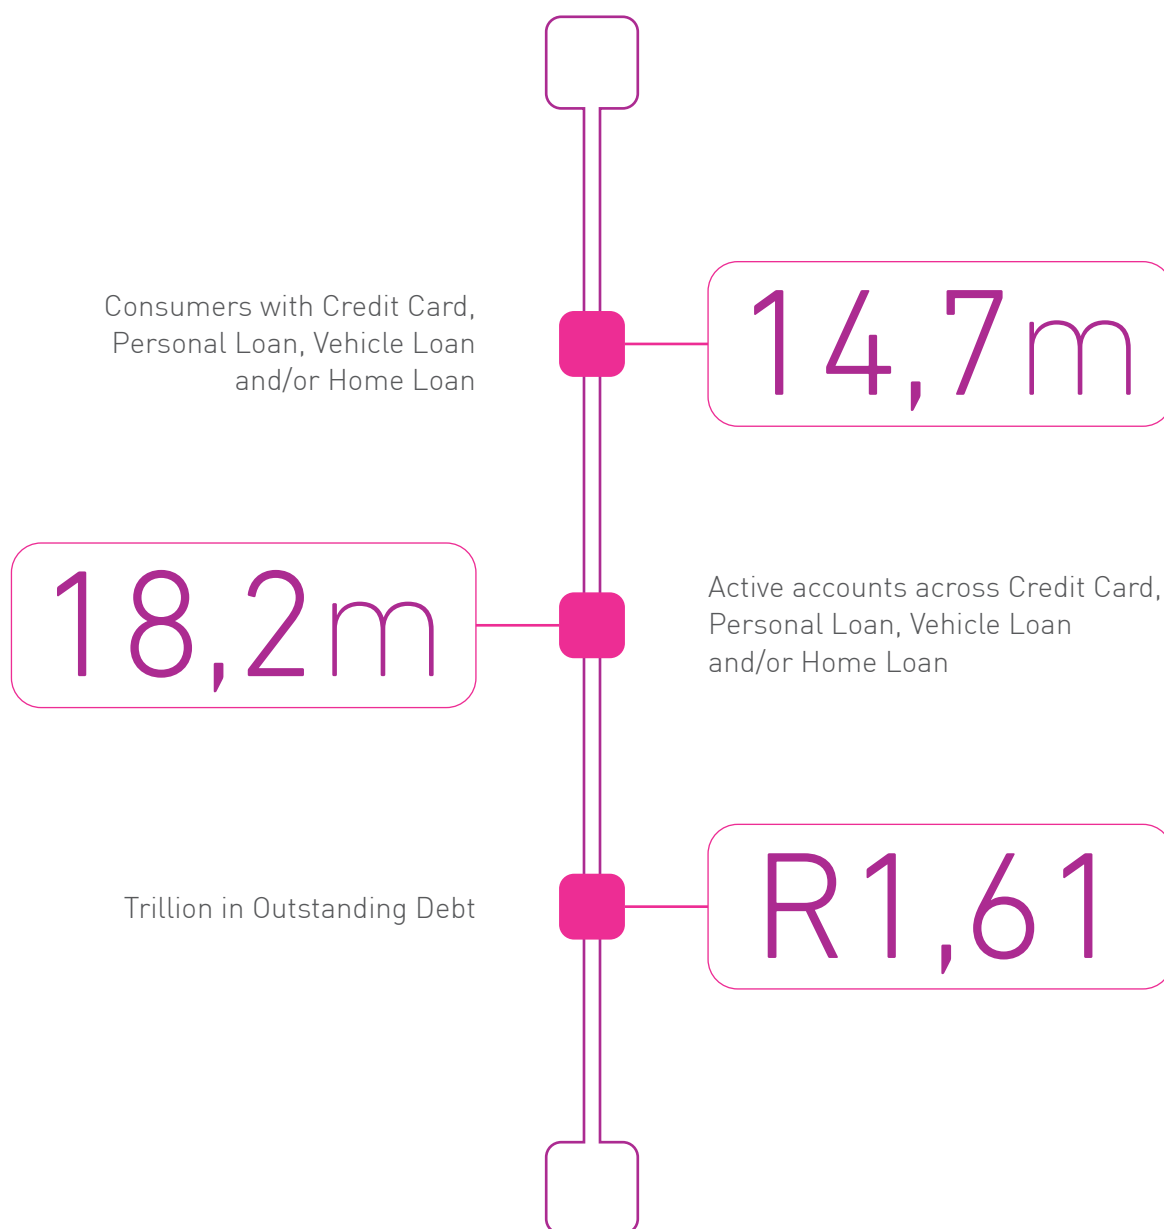 Consumers with Credit Card,
Personal Loan, Vehicle Loan
and/or Home Loan
14,7m
18,2m
Active accounts across Credit Card,
Personal Loan, Vehicle Loan
and/or Home Loan
Trillion in Outstanding Debt
R1,61